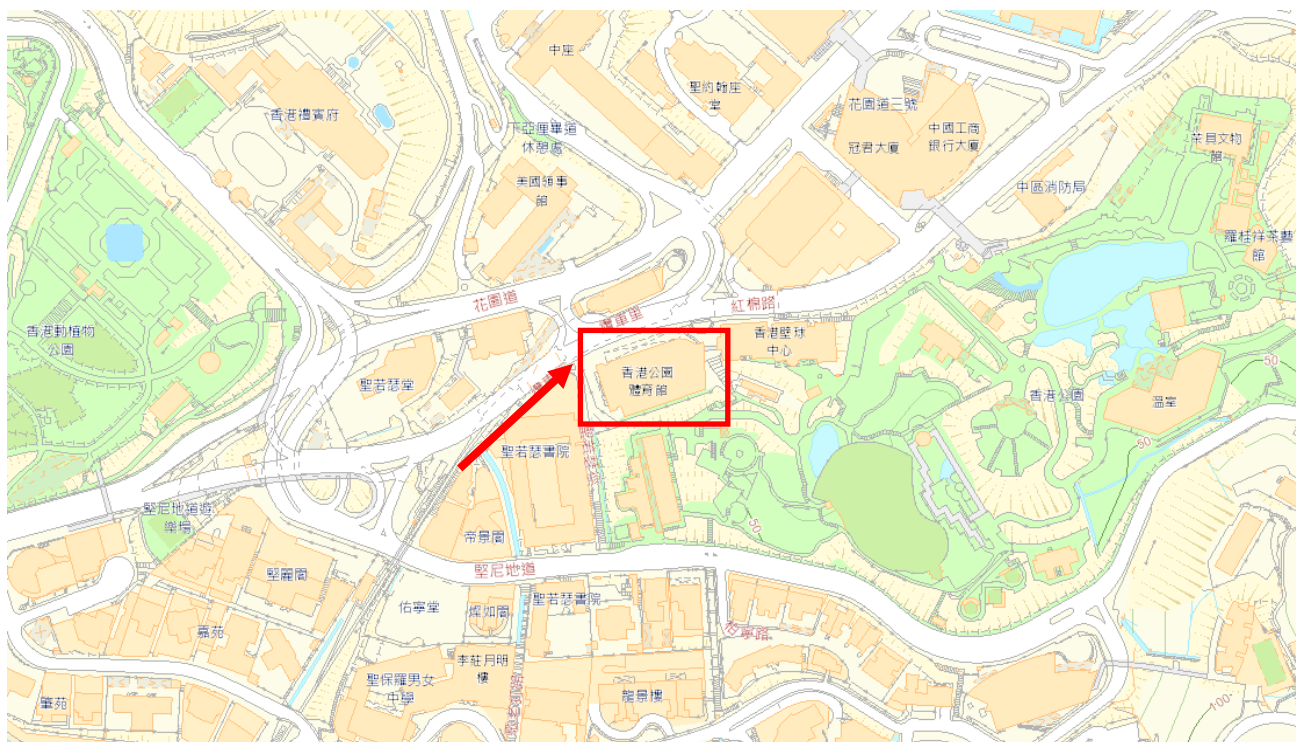 中座
聖約翰座
堂
花園道三號
中國工商
銀行大廈
冠君大廈
茶具文物
館
香港禮賓府
下亞厘畢道
休憩處
美國領事
館
中區消防局
羅桂祥茶藝
館
花園道
紅棉路
香港壁球
中心
香港動植物
公園
聖若瑟堂
香港公園
體育館
香港公園
溫室
50
聖若瑟書院
50
50
堅尼地道遊
樂場
帝景閣
堅尼地道
堅麗閣
佑寧堂
燦如閣
聖若瑟書院
嘉苑
李莊月明
樓
聖保羅男女
中學
龍景樓
肇苑
100